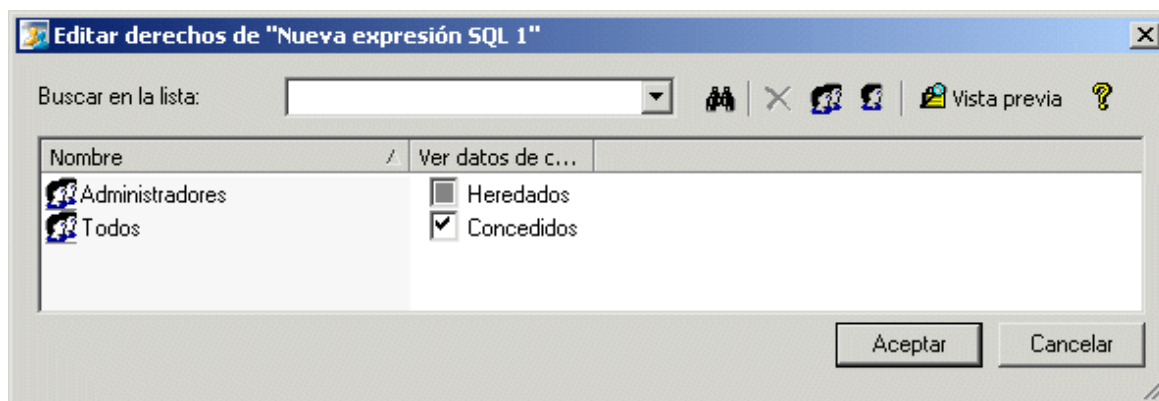 Editar derechos de "Nueva expresión SQL 1"
Buscar en la lista: Vista previa
Nombre Ver datos de c...
Administradores Heredados
Todos Concedidos
Aceptar Cancelar